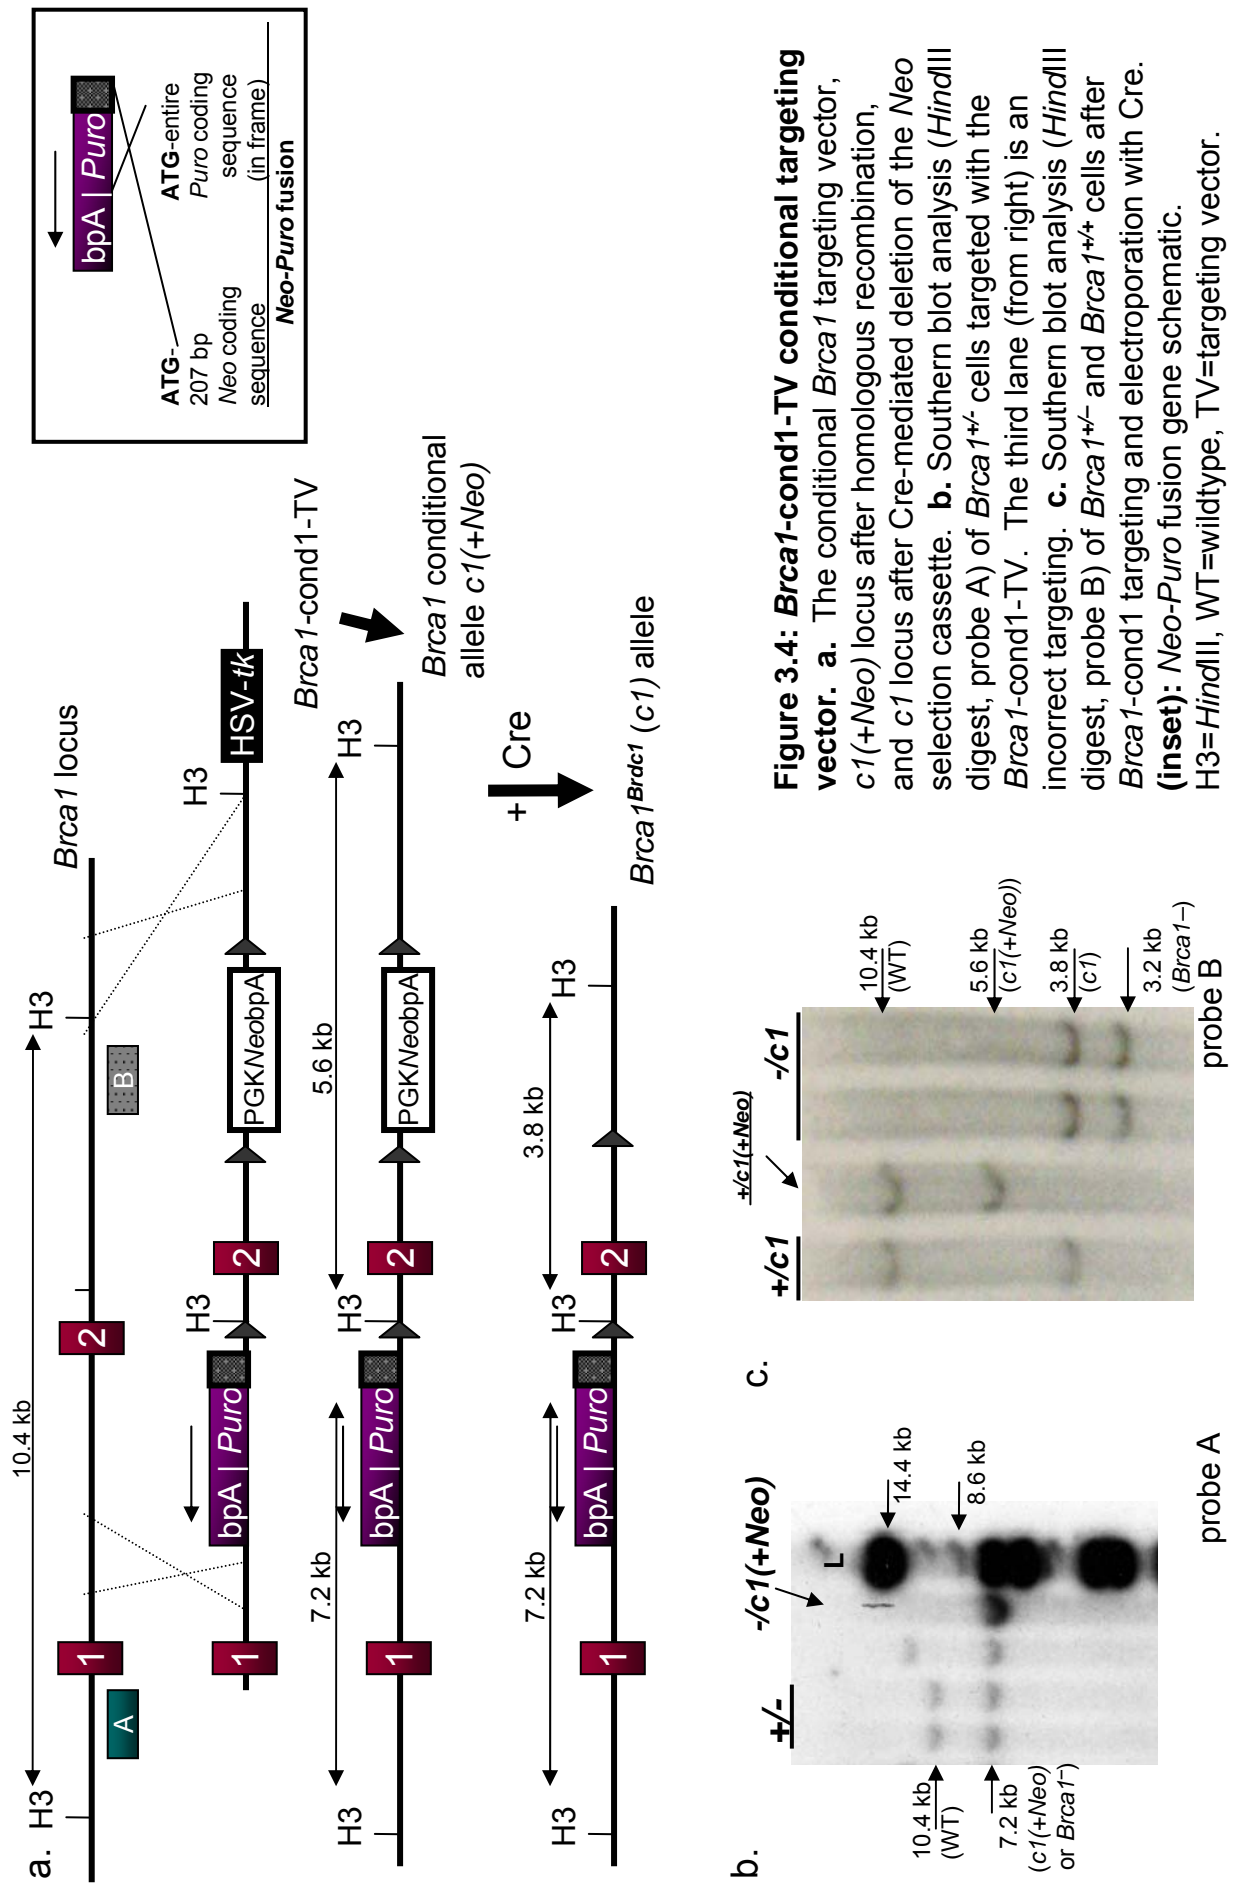 a.
Brca1 locus
10.4 kb
H3
H3
1
2
A
B
H3
H3
1
bpA | Puro
2
PGKNeobpA
HSV-tk
Brca1-cond1-TV
7.2 kb
5.6 kb
H3
H3
H3
1
bpA | Puro
2
PGKNeobpA
Brca1 conditional
allele c1(+Neo)
+ Cre
7.2 kb
3.8 kb
H3
H3
H3
1
bpA | Puro
2
Brca1Brdc1 (c1) allele
bpA | Puro
ATG-
207 bp
Neo coding
sequence
ATG-entire
Puro coding
sequence
(in frame)
Neo-Puro fusion
b.
+/-
-/c1(+Neo)
L
10.4 kb
(WT)
7.2 kb
(c1(+Neo)
or Brca1–)
14.4 kb
8.6 kb
probe A
c.
+/c1
+/c1(+Neo)
-/c1
10.4 kb
(WT)
5.6 kb
(c1(+Neo))
3.8 kb
(c1)
3.2 kb
(Brca1–)
probe B
Figure 3.4: Brca1-cond1-TV conditional targeting
vector. a. The conditional Brca1 targeting vector,
c1(+Neo) locus after homologous recombination,
and c1 locus after Cre-mediated deletion of the Neo
selection cassette. b. Southern blot analysis (HindIII
digest, probe A) of Brca1+/- cells targeted with the
Brca1-cond1-TV. The third lane (from right) is an
incorrect targeting. c. Southern blot analysis (HindIII
digest, probe B) of Brca1+/– and Brca1+/+ cells after
Brca1-cond1 targeting and electroporation with Cre.
(inset): Neo-Puro fusion gene schematic.
H3=HindIII, WT=wildtype, TV=targeting vector.